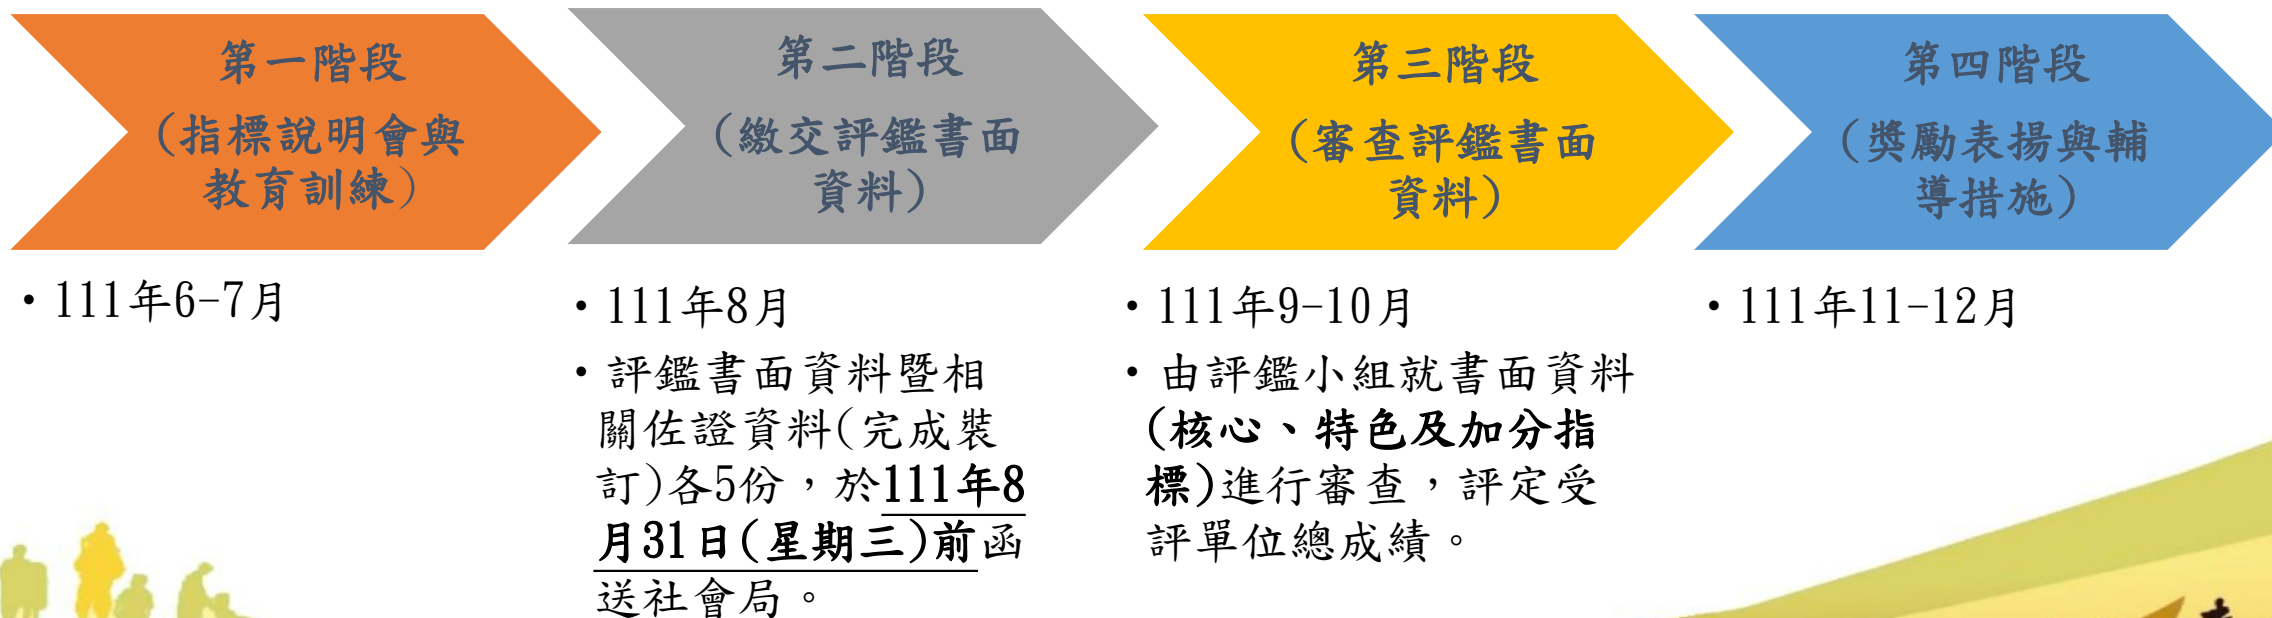 第一階段
(指標說明會與
教育訓練)
・111年6-7月
第二階段
(繳交評鑑書面
資料)
・111年8月
・評鑑書面資料暨相
關佐證資料(完成裝
訂)各5份，於111年8
月31日(星期三)前函
送社會局。
第三階段
(審查評鑑書面
資料)
・111年9-10月
・由評鑑小組就書面資料
(核心、特色及加分指
標)進行審查，評定受
評單位總成績。
第四階段
(獎勵表揚與輔
導措施)
・111年11-12月